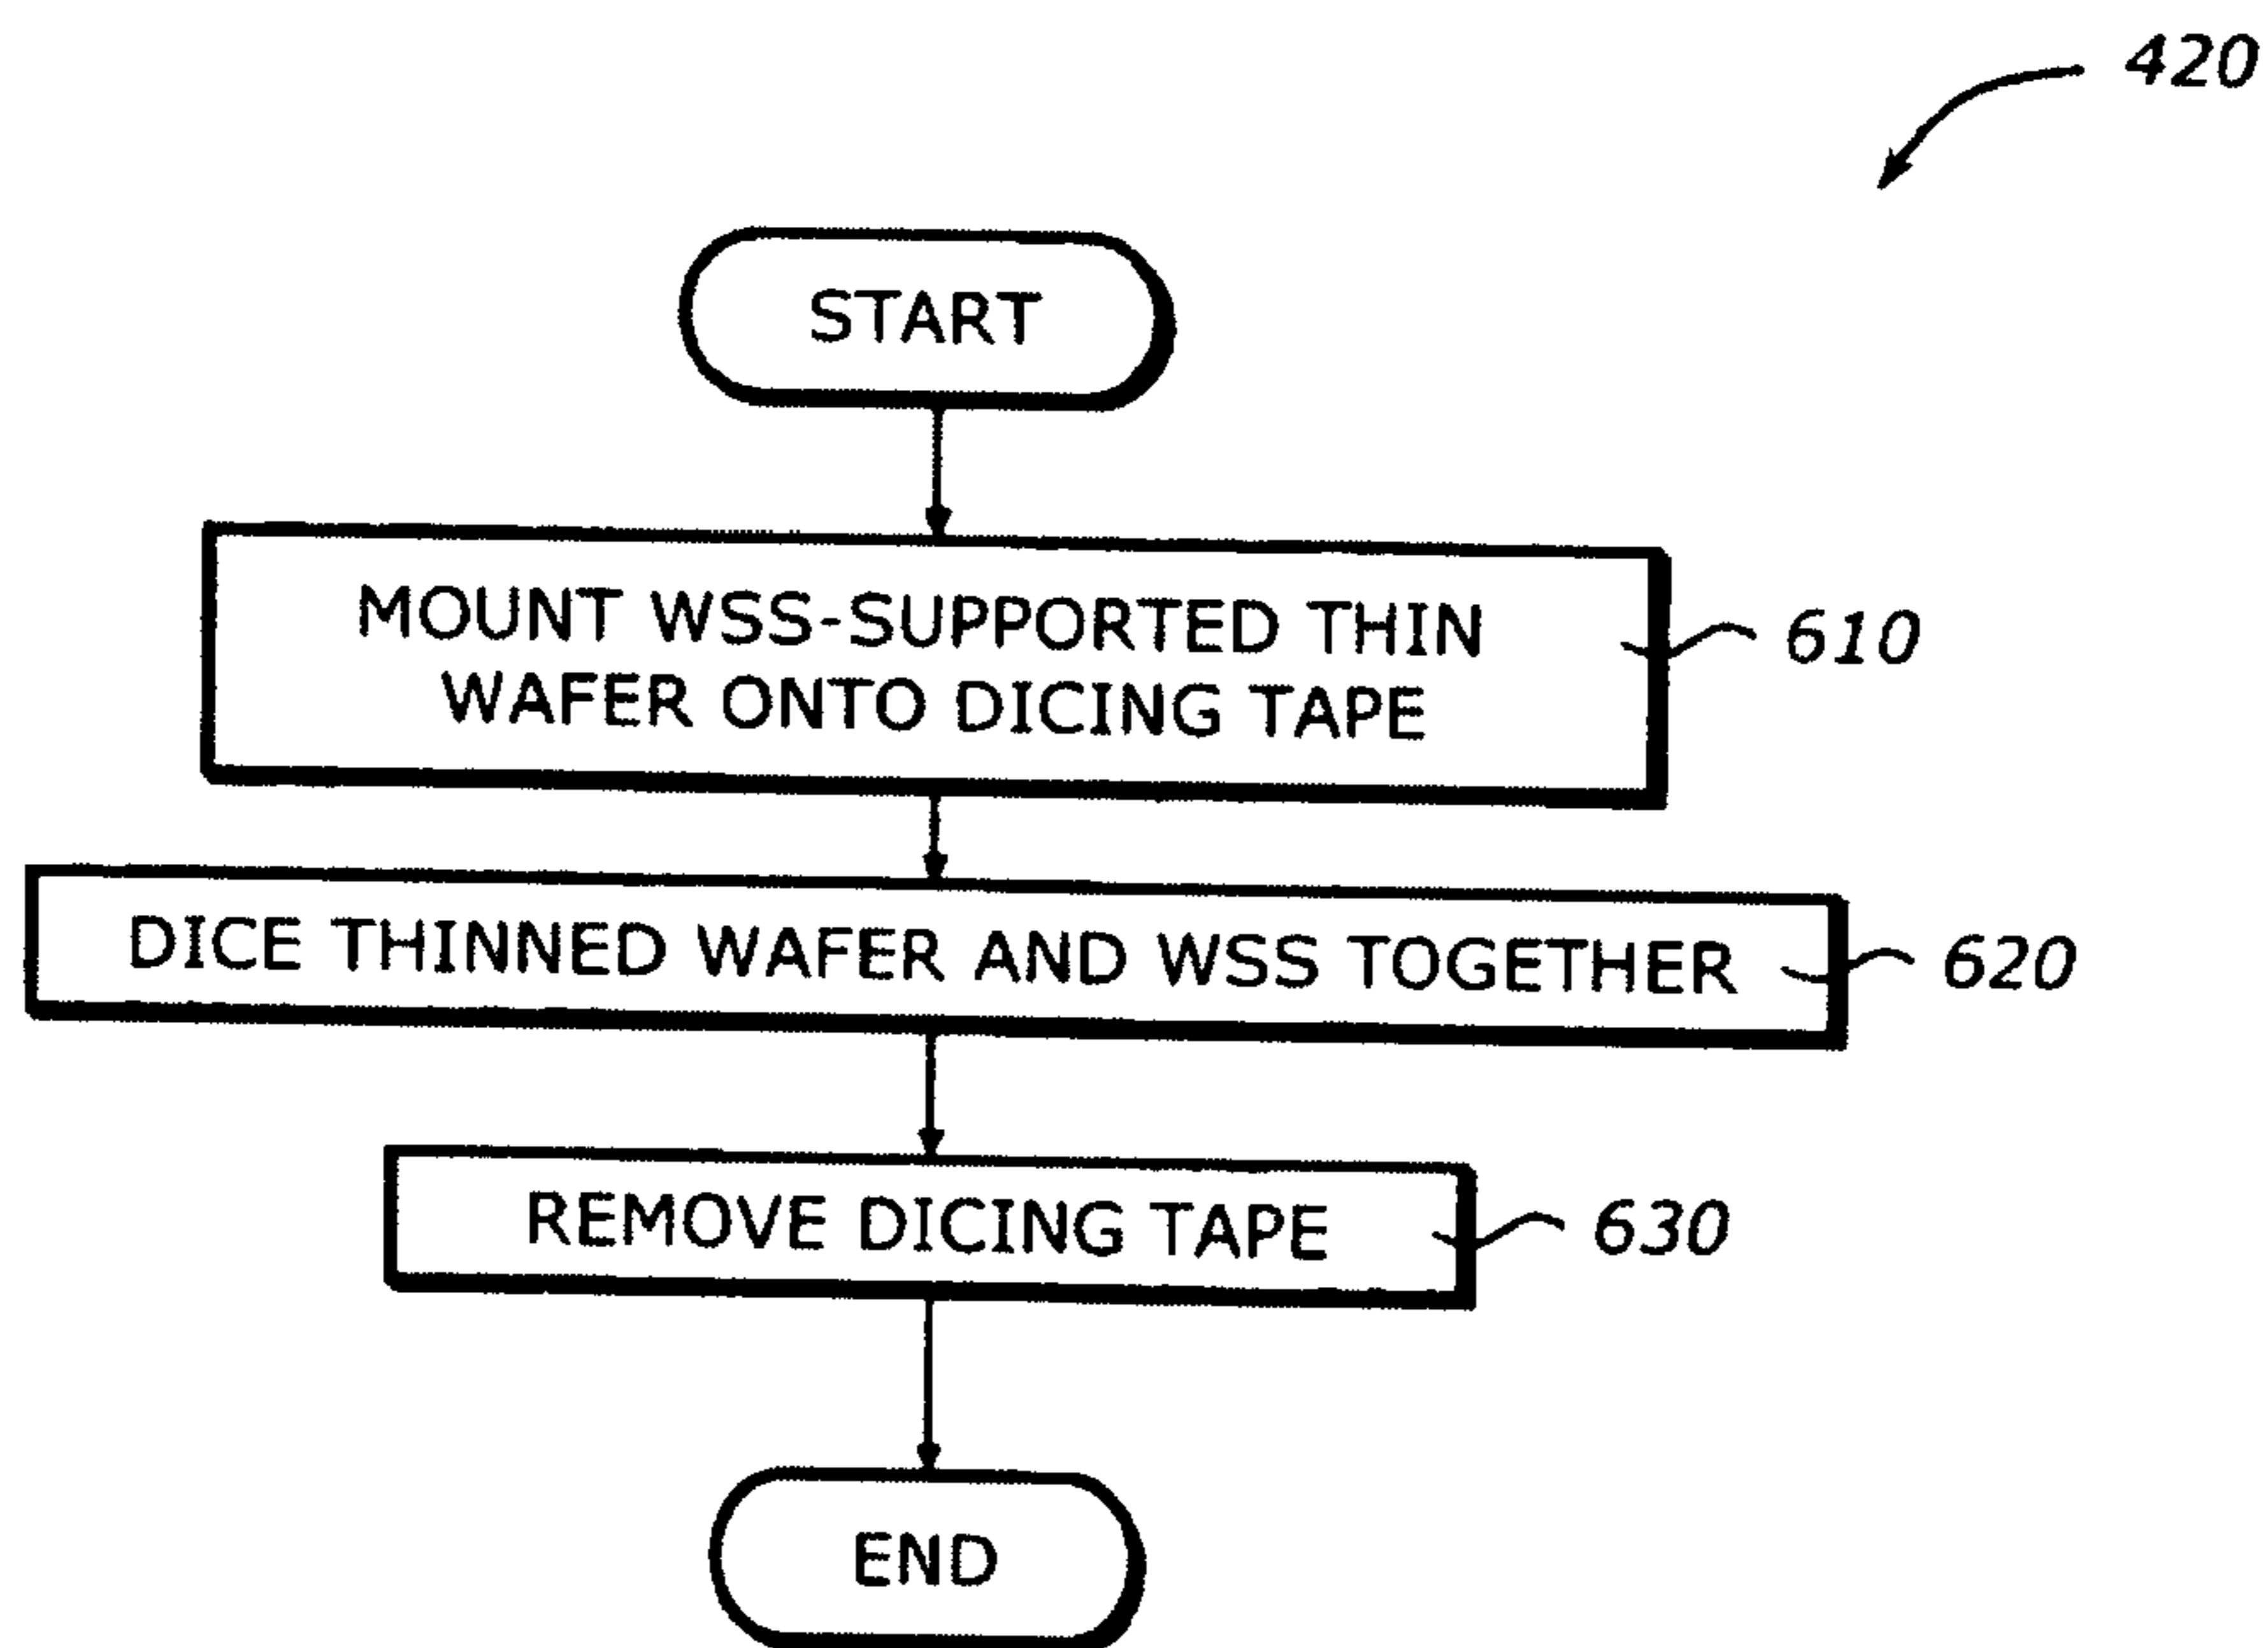 420
START
MOUNT WSS-SUPPORTED THIN
WAFER ONTO DICING TAPE
610
DICE THINNED WAFER AND WSS TOGETHER
620
REMOVE DICING TAPE
630
END